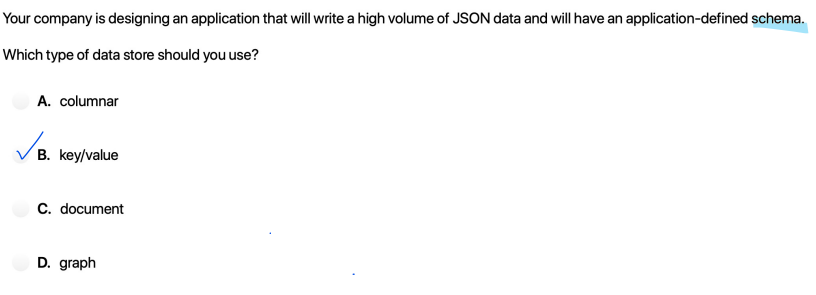 Your company is designing an application that will write a high volume of JSON data and will have an application-defined schema.
Which type of data store should you use?
A. columnar
B. key/value
C. document
D. graph